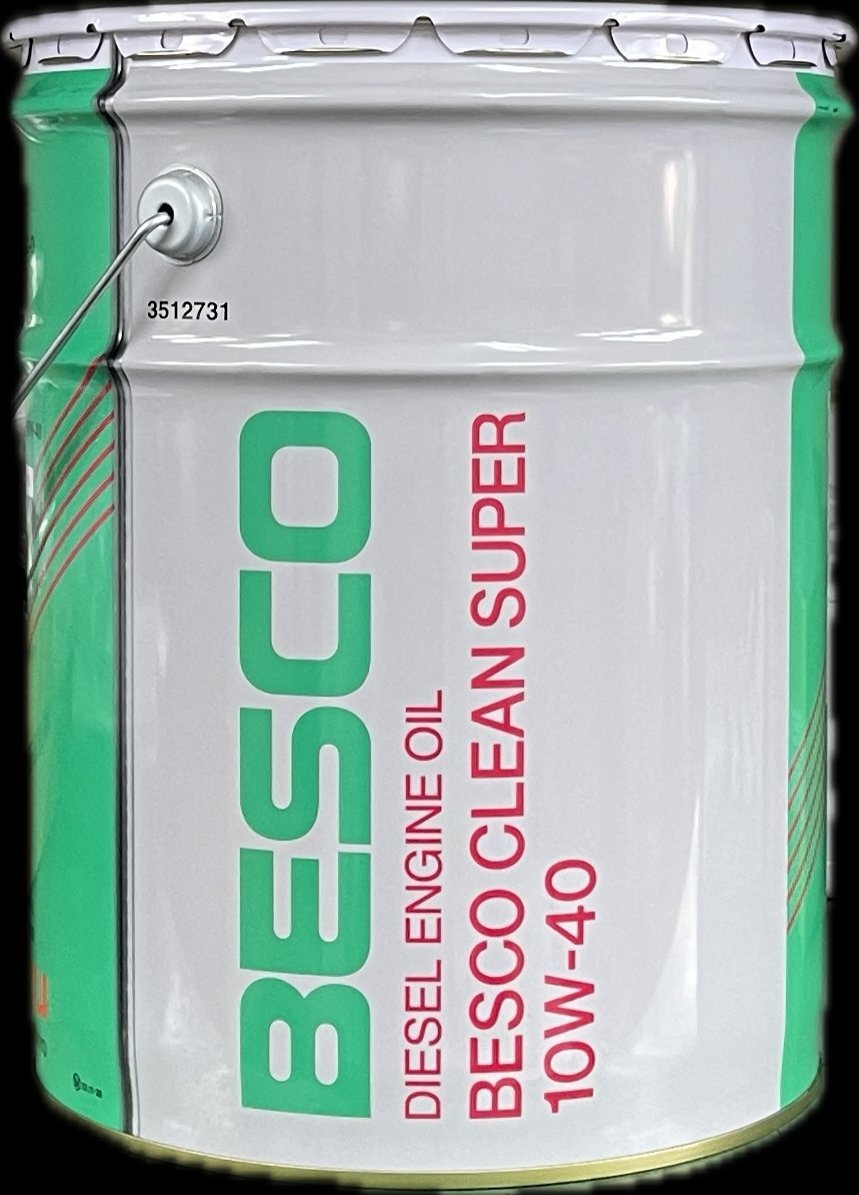 3512731
BESCO
DIESEL ENGINE OIL
BESCO CLEAN SUPER
10W-40